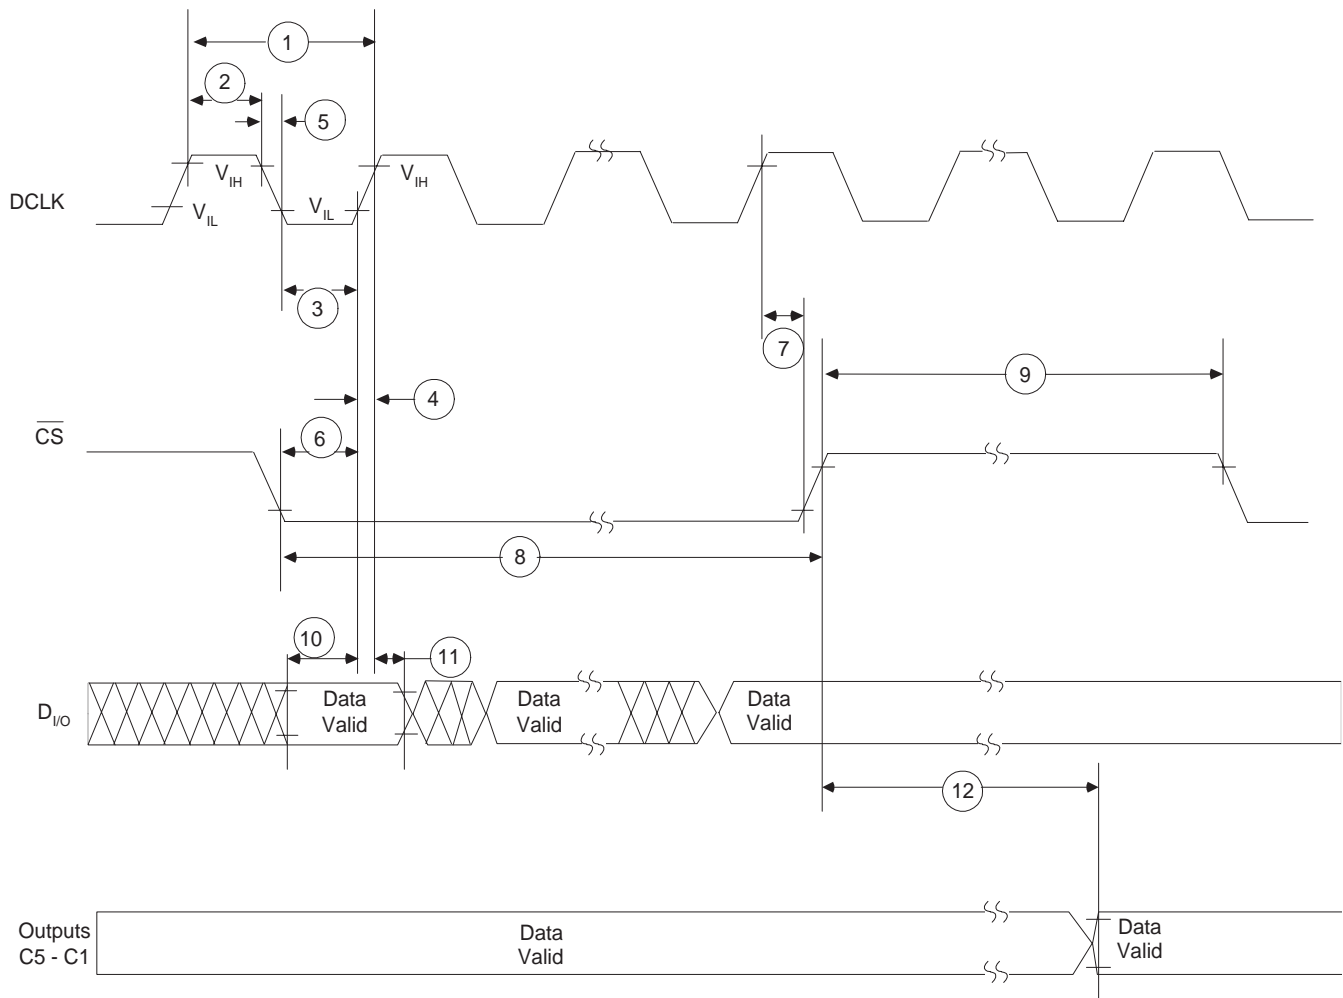 1
2
5
V_IH
V_IH
DCLK
V_IL
V_IL
3
7
9
4
C̅S̅
6
8
10
11
D_I/O
Data
Valid
Data
Valid
Data
Valid
12
Outputs
C5 - C1
Data
Valid
Data
Valid